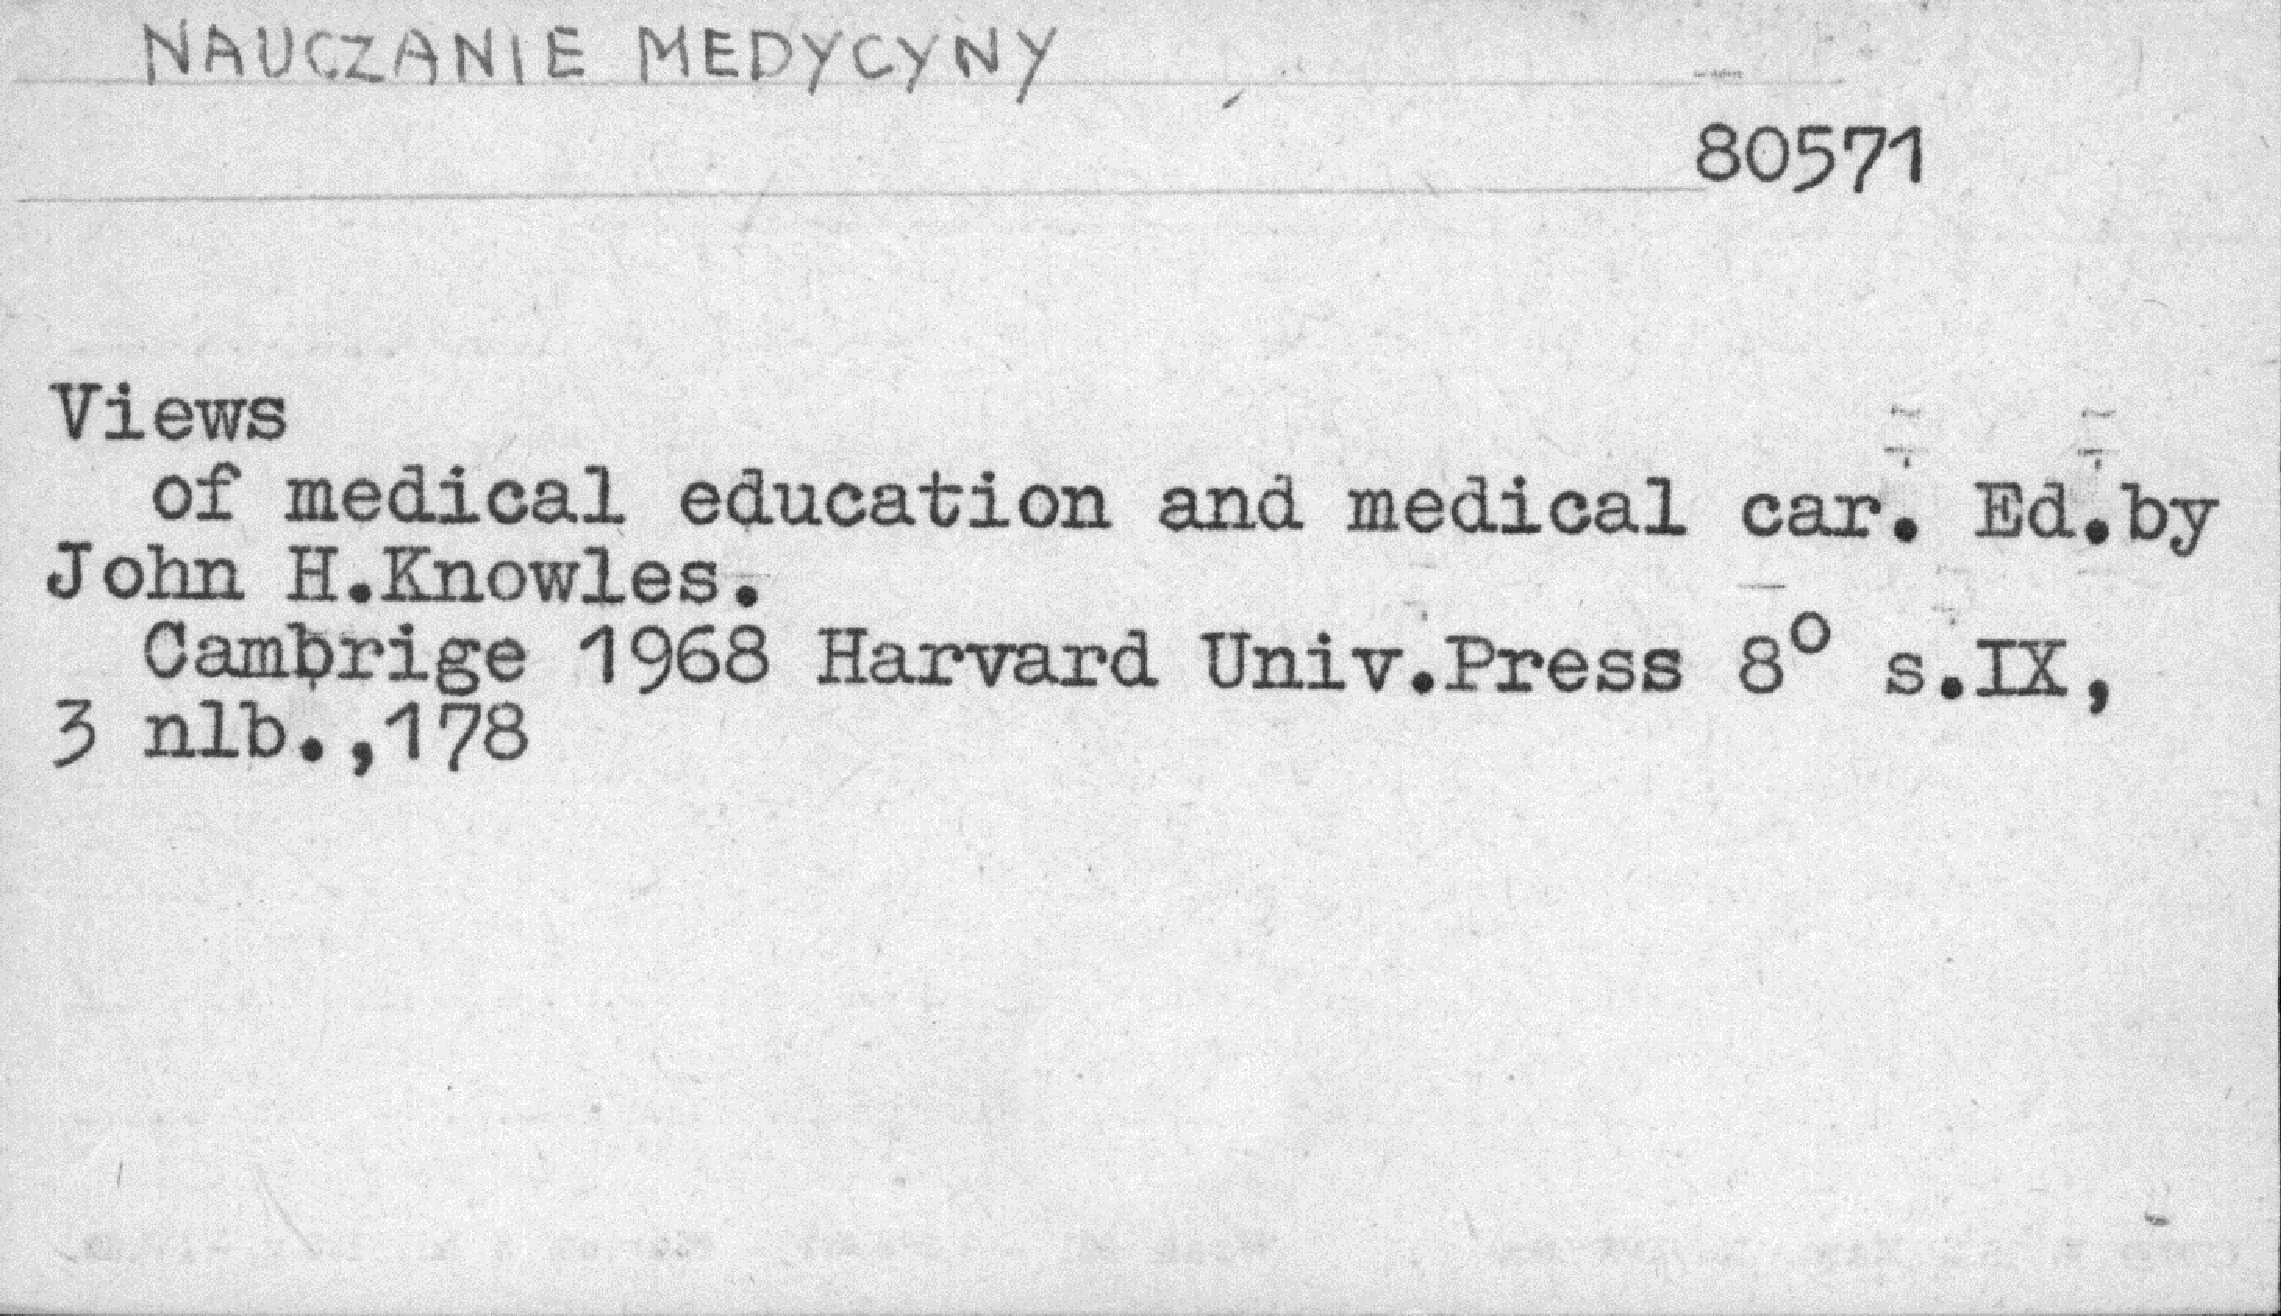 NAUCZANIE MEDYCYNY
80571
Views
of medical education and medical car. Ed.by
John H.Knowles.
Cambrige 1968 Harvard Univ.Press 8° s.IX,
3 nlb.,178